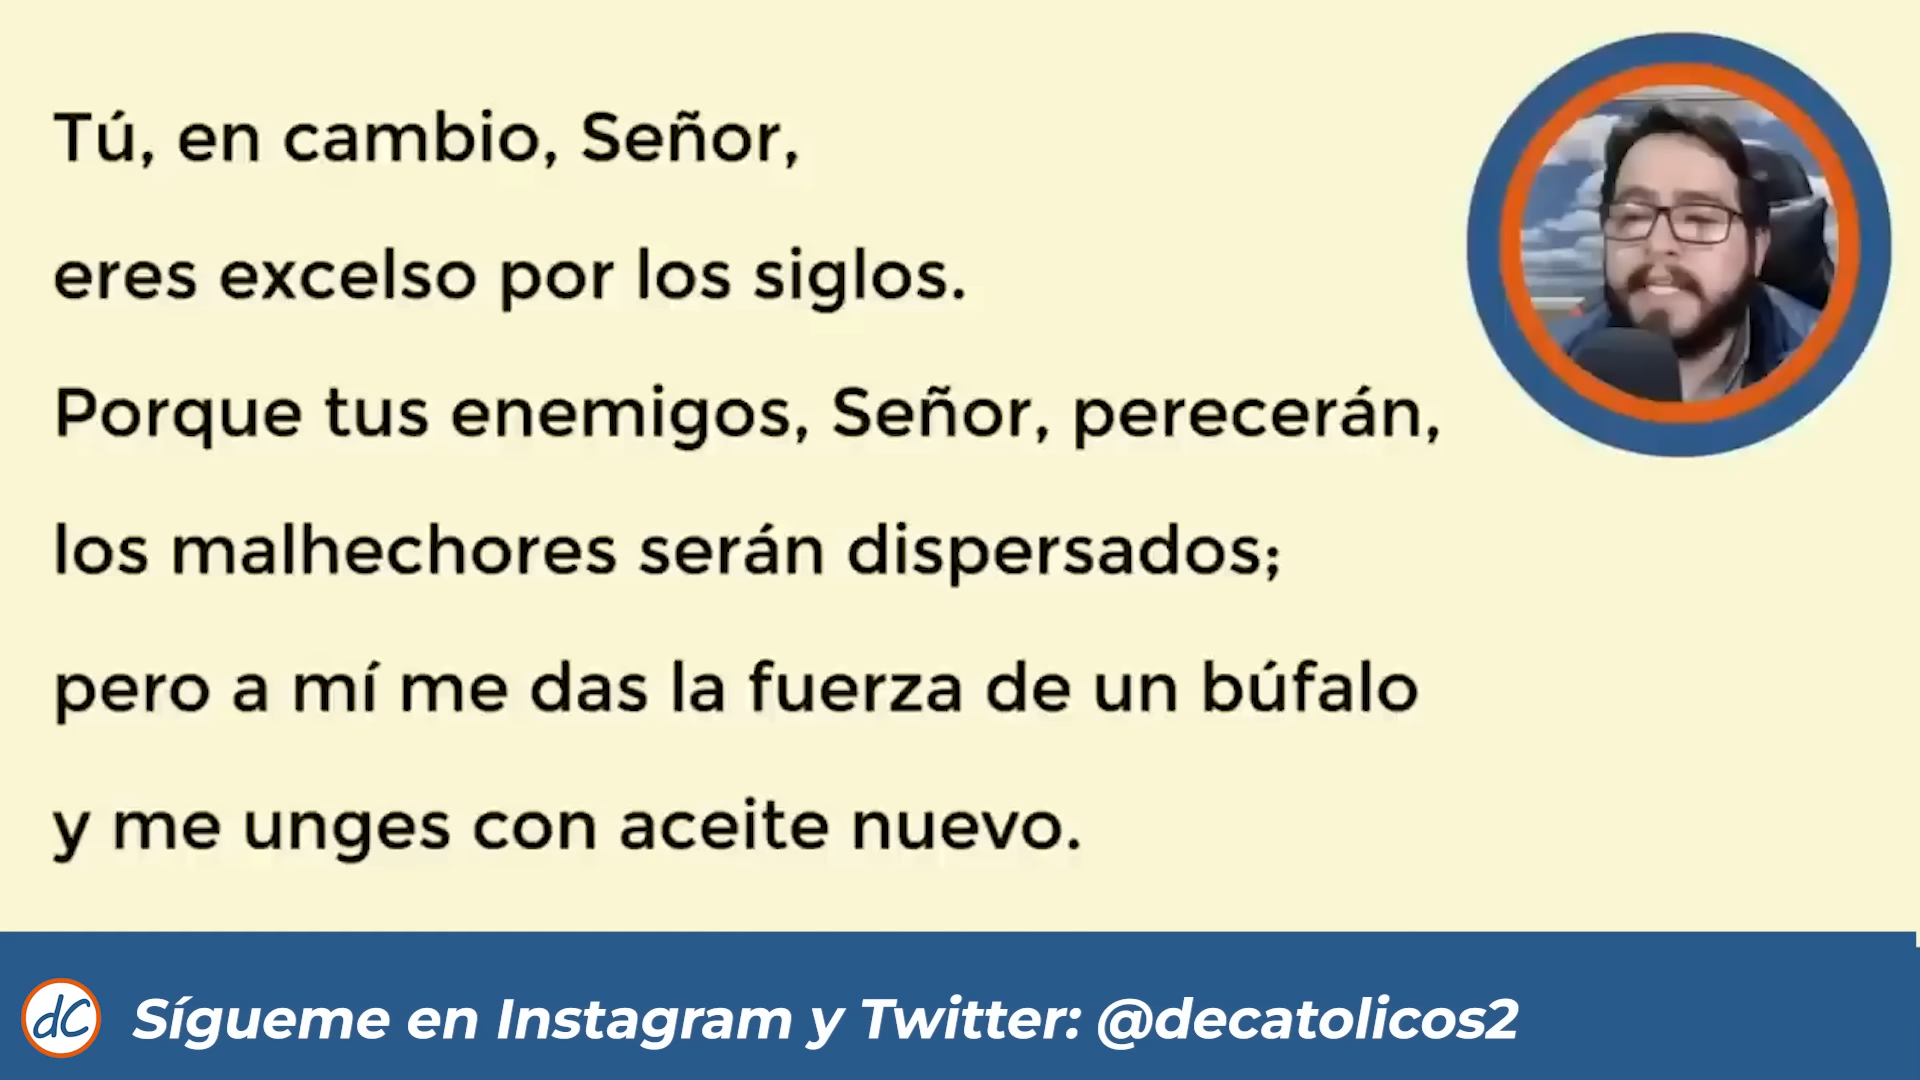 Tú, en cambio, Señor,
eres excelso por los siglos.
Porque tus enemigos, Señor, perecerán,
los malhechores serán dispersados;
pero a mí me das la fuerza de un búfalo
y me unges con aceite nuevo.
dC Sígueme en Instagram y Twitter: @decatolicos2